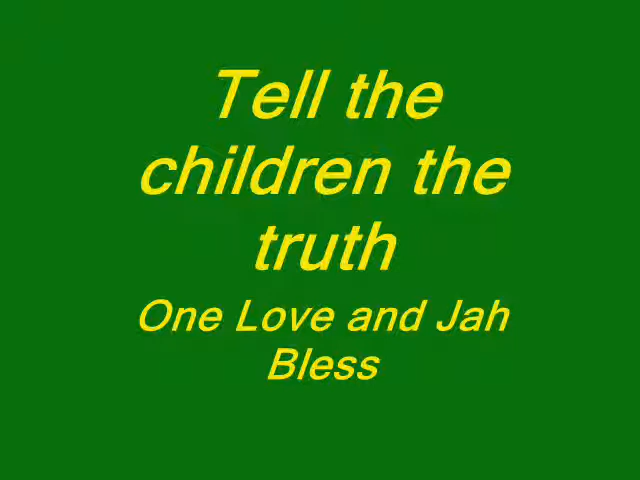 Tell the
children the
truth
One Love and Jah
Bless